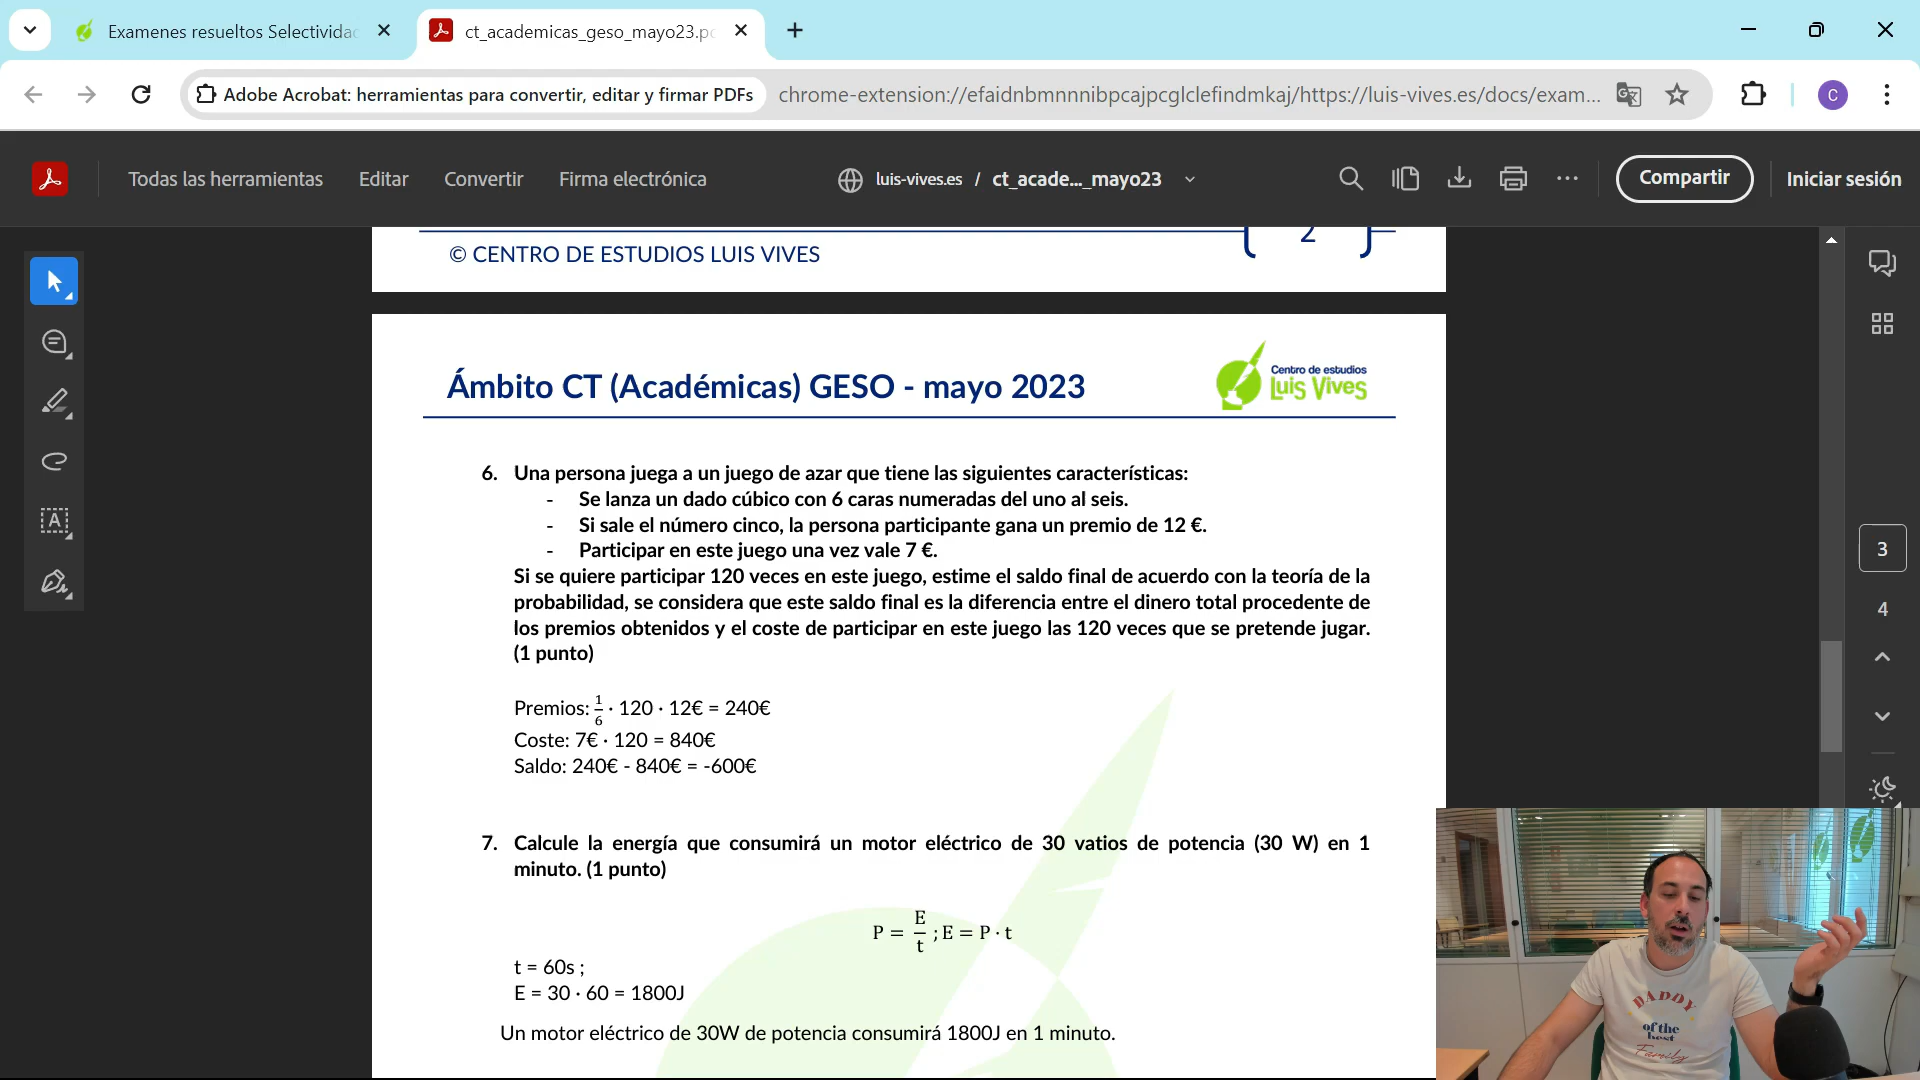 Examenes resueltos Selectivida
ct_academicas_geso_mayo23.p
Adobe Acrobat: herramientas para convertir, editar y firmar PDFs
chrome-extension://efaidnbmnnnibpcajpcglclefindmkaj/https://luis-vives.es/docs/exam...
C
Todas las herramientas
Editar
Convertir
Firma electrónica
luis-vives.es / ct_acade..._mayo23
Compartir
Iniciar sesión
© CENTRO DE ESTUDIOS LUIS VIVES
2
Ámbito CT (Académicas) GESO - mayo 2023
Centro de estudios
Luis Vives
6. Una persona juega a un juego de azar que tiene las siguientes características:
- Se lanza un dado cúbico con 6 caras numeradas del uno al seis.
- Si sale el número cinco, la persona participante gana un premio de 12 €.
- Participar en este juego una vez vale 7 €.
Si se quiere participar 120 veces en este juego, estime el saldo final de acuerdo con la teoría de la
probabilidad, se considera que este saldo final es la diferencia entre el dinero total procedente de
los premios obtenidos y el coste de participar en este juego las 120 veces que se pretende jugar.
(1 punto)
Premios: 1/6 · 120 · 12€ = 240€
Coste: 7€ · 120 = 840€
Saldo: 240€ - 840€ = -600€
7. Calcule la energía que consumirá un motor eléctrico de 30 vatios de potencia (30 W) en 1
minuto. (1 punto)
P = E/t ; E = P · t
t = 60s ;
E = 30 · 60 = 1800J
Un motor eléctrico de 30W de potencia consumirá 1800J en 1 minuto.
3
4
DADDY
of the
best
Family